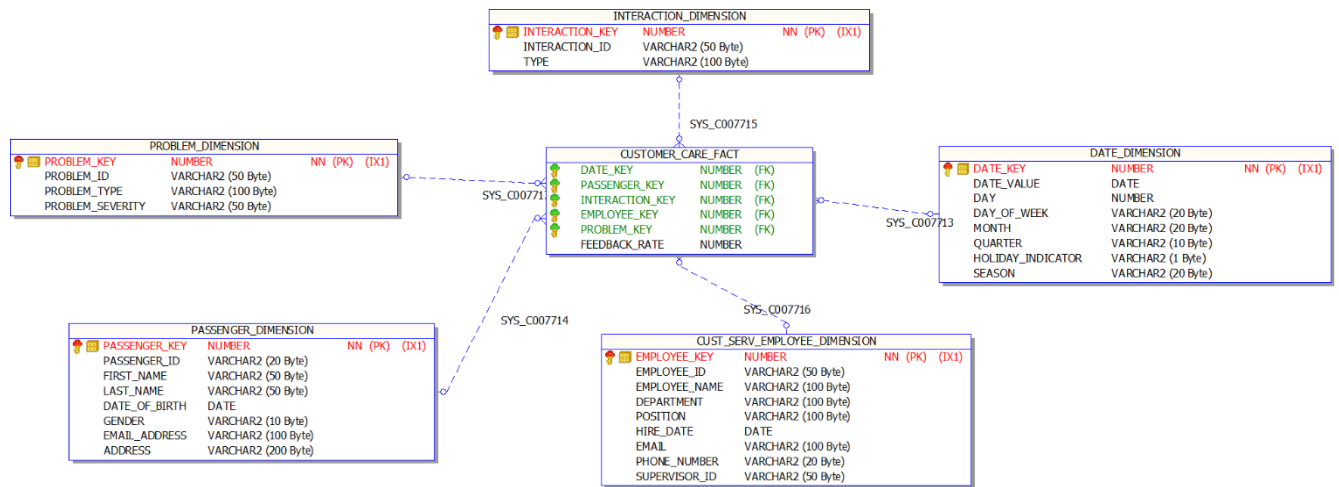 INTERACTION_DIMENSION
INTERACTION_KEY NUMBER NN (PK) (IX1)
INTERACTION_ID VARCHAR2 (50 Byte)
TYPE VARCHAR2 (100 Byte)
SYS_C007715
PROBLEM_DIMENSION
PROBLEM_KEY NUMBER NN (PK) (IX1)
PROBLEM_ID VARCHAR2 (50 Byte)
PROBLEM_TYPE VARCHAR2 (100 Byte)
PROBLEM_SEVERITY VARCHAR2 (50 Byte)
CUSTOMER_CARE_FACT
DATE_KEY NUMBER (FK)
PASSENGER_KEY NUMBER (FK)
INTERACTION_KEY NUMBER (FK)
EMPLOYEE_KEY NUMBER (FK)
PROBLEM_KEY NUMBER (FK)
FEEDBACK_RATE NUMBER
DATE_DIMENSION
DATE_KEY NUMBER NN (PK) (IX1)
DATE_VALUE DATE
DAY NUMBER
DAY_OF_WEEK VARCHAR2 (20 Byte)
MONTH VARCHAR2 (20 Byte)
QUARTER VARCHAR2 (10 Byte)
HOLIDAY_INDICATOR VARCHAR2 (1 Byte)
SEASON VARCHAR2 (20 Byte)
SYS_C007713
SYS_C007714
SYS_C007716
PASSENGER_DIMENSION
PASSENGER_KEY NUMBER NN (PK) (IX1)
PASSENGER_ID VARCHAR2 (20 Byte)
FIRST_NAME VARCHAR2 (50 Byte)
LAST_NAME VARCHAR2 (50 Byte)
DATE_OF_BIRTH DATE
GENDER VARCHAR2 (10 Byte)
EMAIL_ADDRESS VARCHAR2 (100 Byte)
ADDRESS VARCHAR2 (200 Byte)
CUST_SERV_EMPLOYEE_DIMENSION
EMPLOYEE_KEY NUMBER NN (PK) (IX1)
EMPLOYEE_ID VARCHAR2 (50 Byte)
EMPLOYEE_NAME VARCHAR2 (100 Byte)
DEPARTMENT VARCHAR2 (100 Byte)
POSITION VARCHAR2 (100 Byte)
HIRE_DATE DATE
EMAIL VARCHAR2 (100 Byte)
PHONE_NUMBER VARCHAR2 (20 Byte)
SUPERVISOR_ID VARCHAR2 (50 Byte)